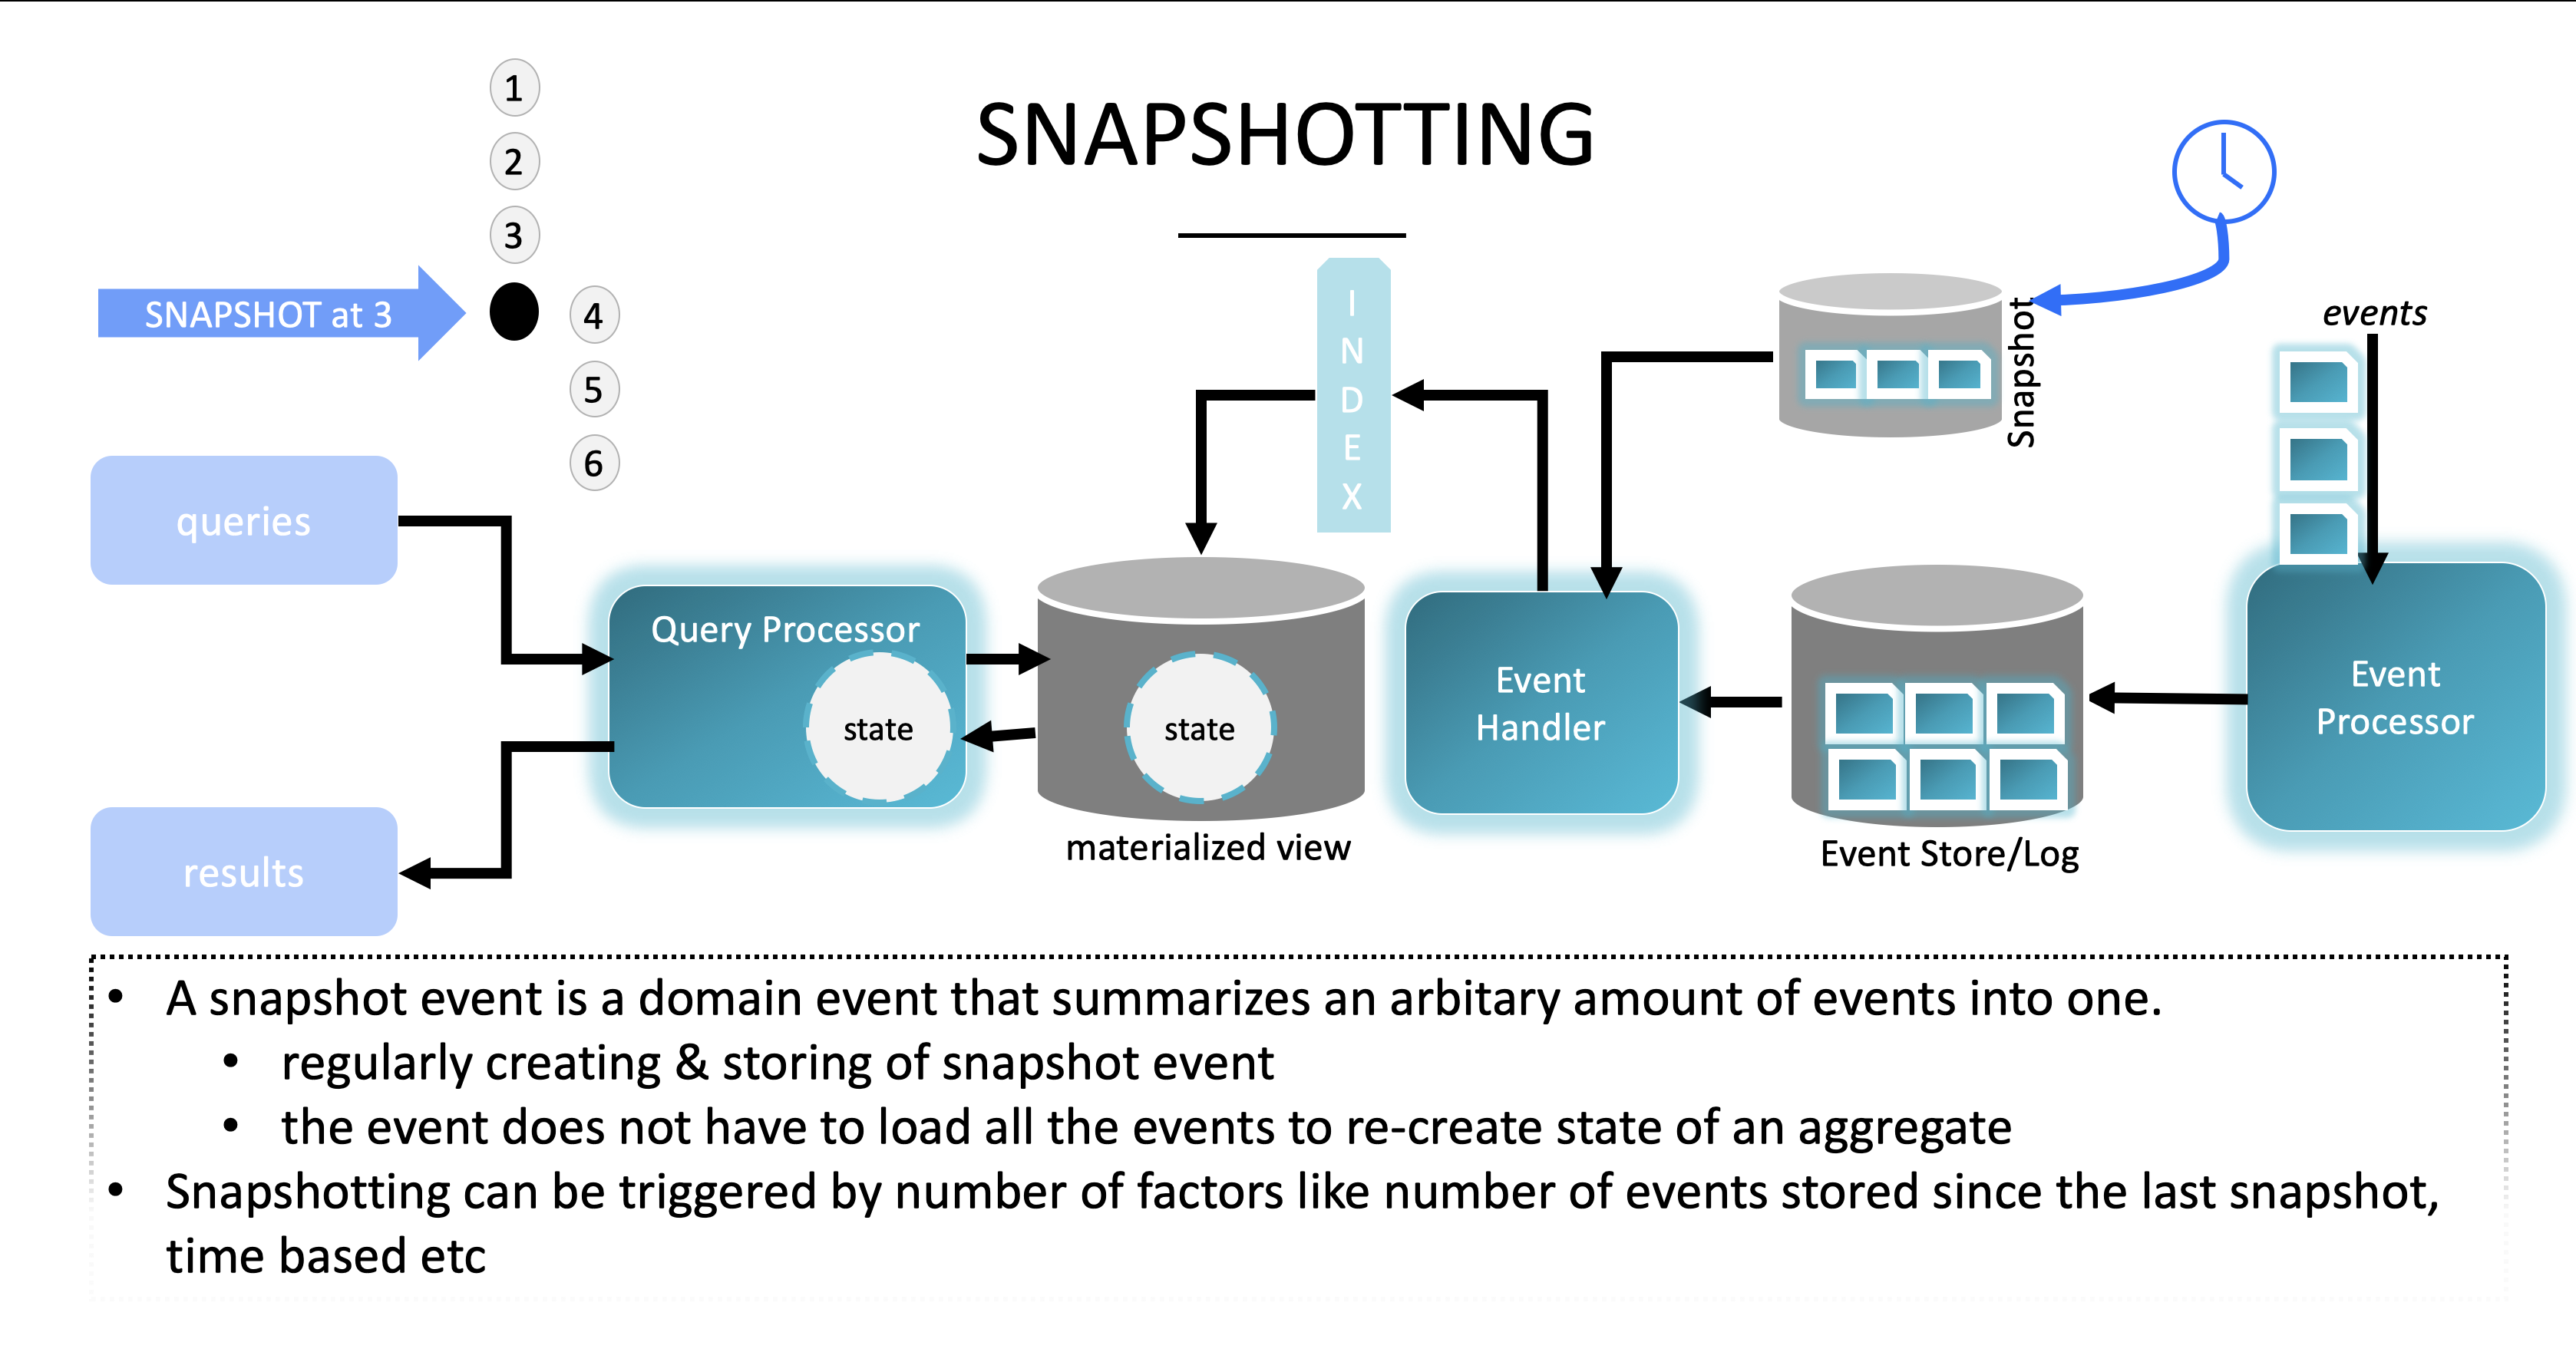 SNAPSHOTTING
1
2
3
SNAPSHOT at 3
4
5
6
INDEX
Snapshot
events
queries
Query Processor
state
state
Event
Handler
Event
Processor
materialized view
Event Store/Log
results
• A snapshot event is a domain event that summarizes an arbitary amount of events into one.
• regularly creating & storing of snapshot event
• the event does not have to load all the events to re-create state of an aggregate
• Snapshotting can be triggered by number of factors like number of events stored since the last snapshot,
time based etc